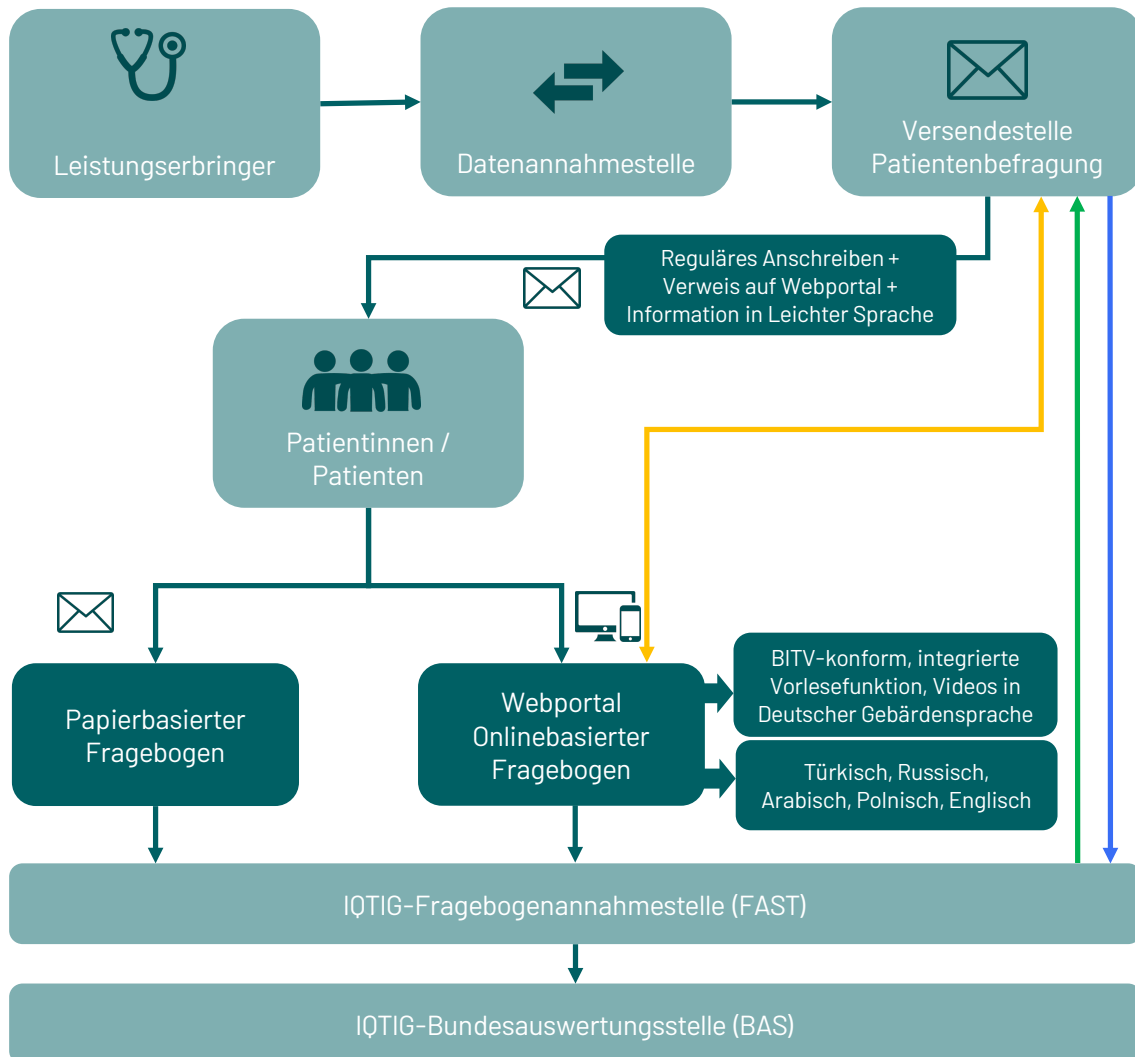 Leistungserbringer
Datenannahmestelle
Versendestelle
Patientenbefragung
Reguläres Anschreiben +
Verweis auf Webportal +
Information in Leichter Sprache
Patientinnen /
Patienten
Papierbasierter
Fragebogen
Webportal
Onlinebasierter
Fragebogen
BITV-konform, integrierte
Vorlesefunktion, Videos in
Deutscher Gebärdensprache
Türkisch, Russisch,
Arabisch, Polnisch, Englisch
IQTIG-Fragebogenannahmestelle (FAST)
IQTIG-Bundesauswertungsstelle (BAS)